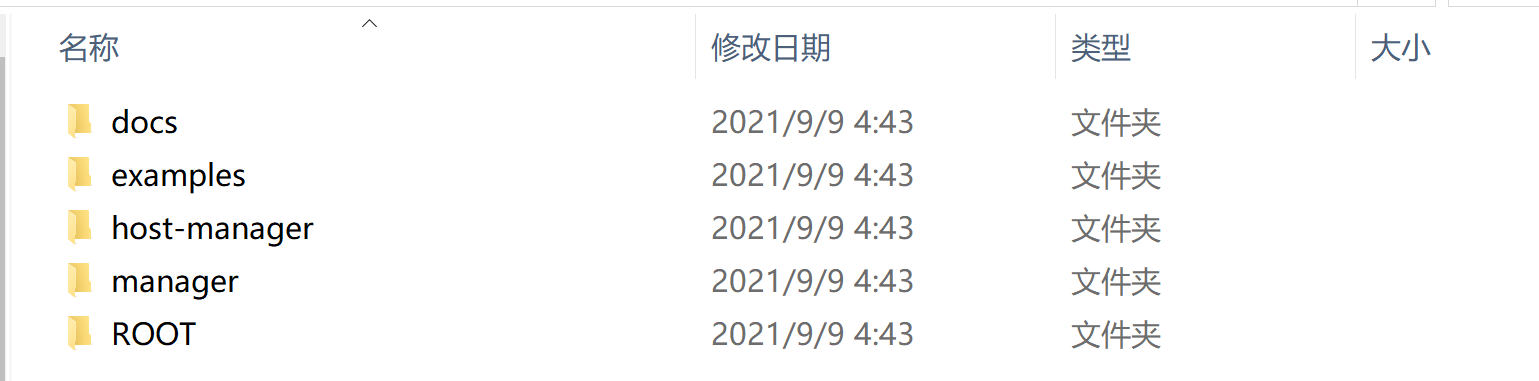 名称 修改日期 类型 大小
docs 2021/9/9 4:43 文件夹
examples 2021/9/9 4:43 文件夹
host-manager 2021/9/9 4:43 文件夹
manager 2021/9/9 4:43 文件夹
ROOT 2021/9/9 4:43 文件夹